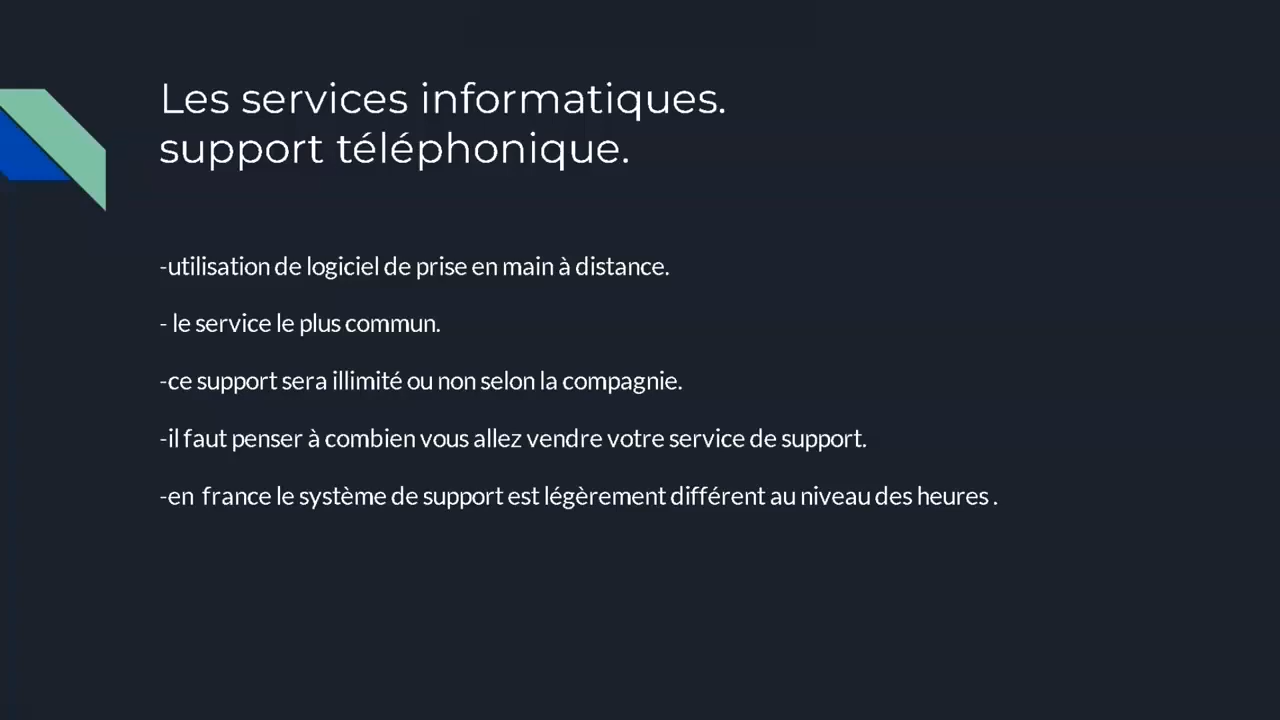 Les services informatiques.
support téléphonique.
-utilisation de logiciel de prise en main à distance.
- le service le plus commun.
-ce support sera illimité ou non selon la compagnie.
-il faut penser à combien vous allez vendre votre service de support.
-en  france le système de support est légèrement différent au niveau des heures .